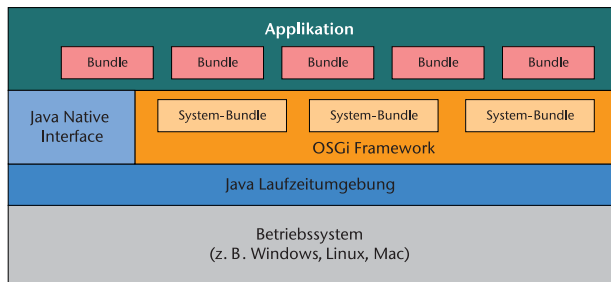 Applikation
Bundle Bundle Bundle Bundle Bundle
Java Native
Interface
System-Bundle System-Bundle System-Bundle
OSGi Framework
Java Laufzeitumgebung
Betriebssystem
(z. B. Windows, Linux, Mac)